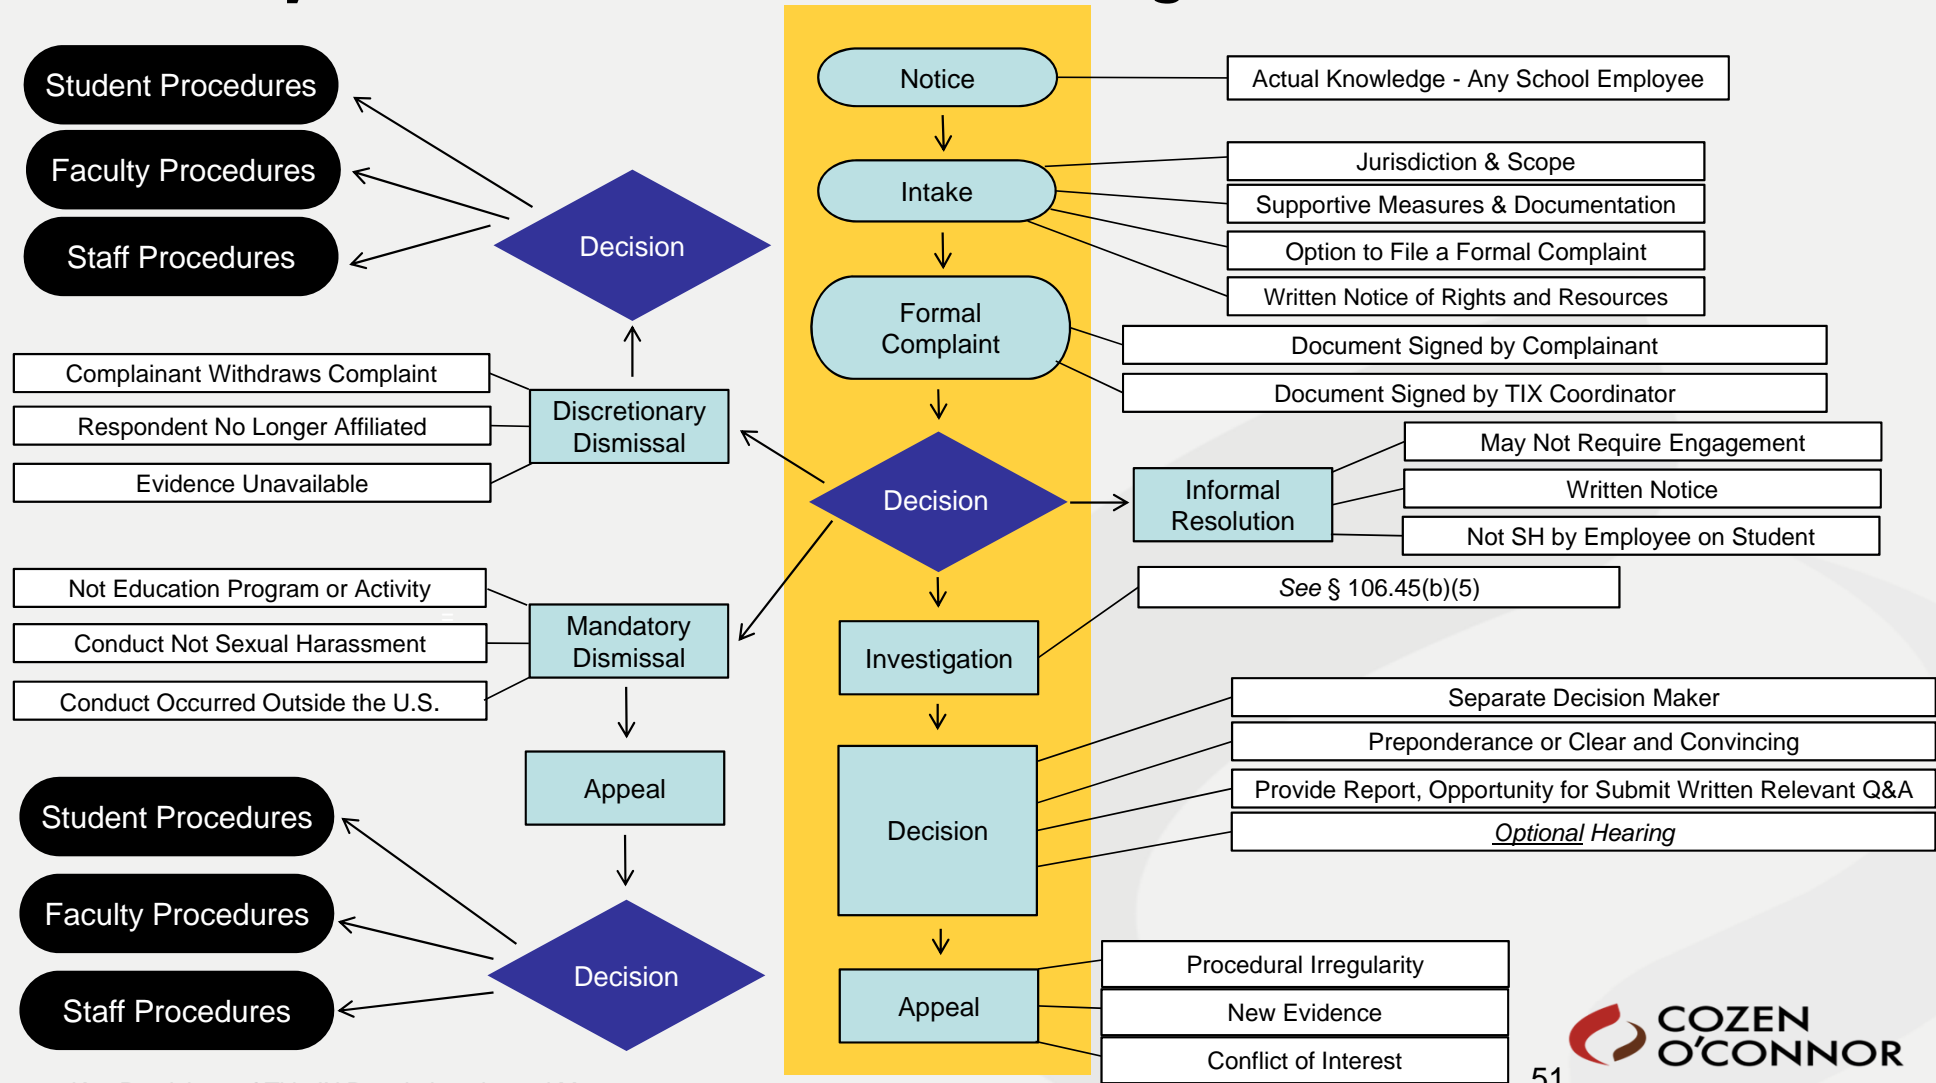 Student Procedures
Faculty Procedures
Staff Procedures
Decision
Complainant Withdraws Complaint
Respondent No Longer Affiliated
Evidence Unavailable
Discretionary
Dismissal
Not Education Program or Activity
Conduct Not Sexual Harassment
Conduct Occurred Outside the U.S.
Mandatory
Dismissal
Appeal
Student Procedures
Faculty Procedures
Staff Procedures
Decision
Notice
Actual Knowledge - Any School Employee
Intake
Jurisdiction & Scope
Supportive Measures & Documentation
Option to File a Formal Complaint
Written Notice of Rights and Resources
Formal
Complaint
Document Signed by Complainant
Document Signed by TIX Coordinator
Decision
Informal
Resolution
May Not Require Engagement
Written Notice
Not SH by Employee on Student
Investigation
See § 106.45(b)(5)
Decision
Separate Decision Maker
Preponderance or Clear and Convincing
Provide Report, Opportunity for Submit Written Relevant Q&A
Optional Hearing
Appeal
Procedural Irregularity
New Evidence
Conflict of Interest
COZEN
O'CONNOR
51